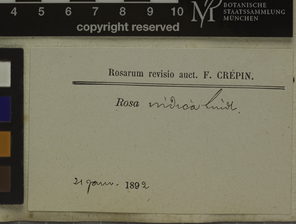 4 5 6 7 8 9 10
copyright reserved
BOTANISCHE
STAATSSAMMLUNG
MÜNCHEN
Rosarum revisio auct. F. CRÉPIN.
Rosa indica Lindl.
21 janv. 1892